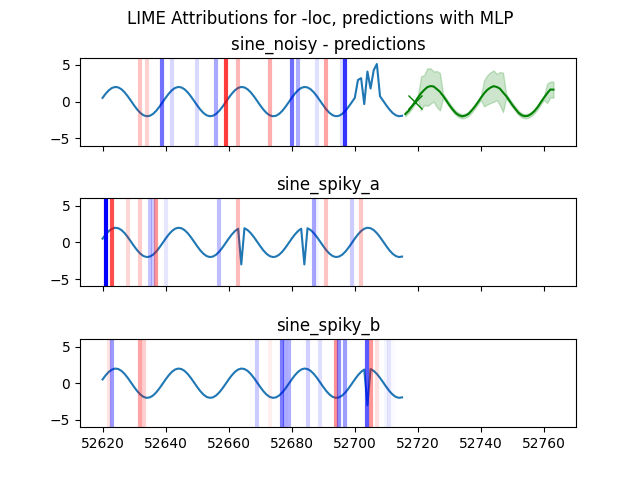 LIME Attributions for -loc, predictions with MLP
sine_noisy - predictions
5
0
−5
sine_spiky_a
5
0
−5
sine_spiky_b
5
0
−5
52620 52640 52660 52680 52700 52720 52740 52760